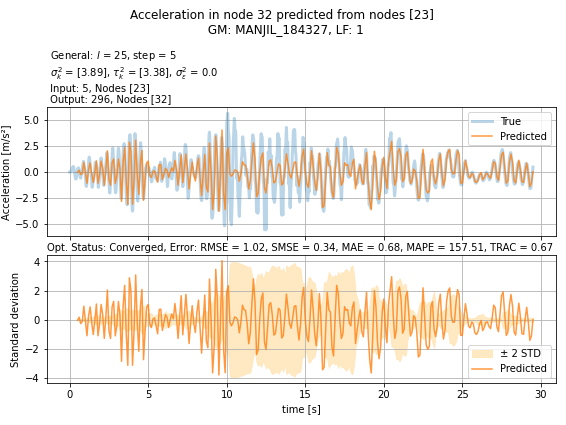 Acceleration in node 32 predicted from nodes [23]
GM: MANJIL_184327, LF: 1
General: l = 25, step = 5
σ²ₖ = [3.89], τ²ₖ = [3.38], σ²ε = 0.0
Input: 5, Nodes [23]
Output: 296, Nodes [32]
Acceleration [m/s²]
5.0
2.5
0.0
−2.5
−5.0
True
Predicted
Opt. Status: Converged, Error: RMSE = 1.02, SMSE = 0.34, MAE = 0.68, MAPE = 157.51, TRAC = 0.67
Standard deviation
4
2
0
−2
−4
± 2 STD
Predicted
0
5
10
15
20
25
30
time [s]